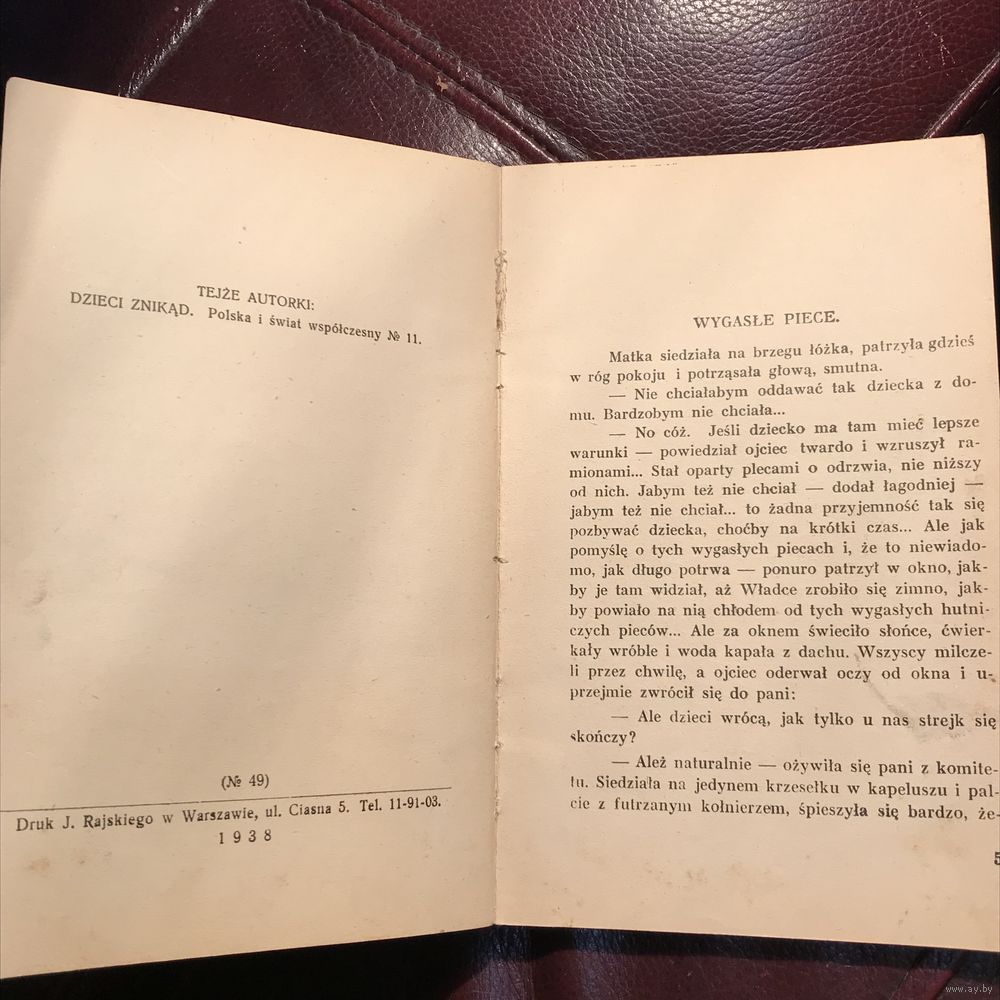 TEJŻE AUTORKI:
DZIECI ZNIKĄD. Polska i świat współczesny № 11.
(№ 49)
Druk J. Rajskiego w Warszawie, ul. Ciasna 5. Tel. 11-91-03.
1938
WYGASŁE PIECE.
Matka siedziała na brzegu łóżka, patrzyła gdzieś
w róg pokoju i potrząsała głową, smutna.
— Nie chciałabym oddawać tak dziecka z do-
mu. Bardzobym nie chciała...
— No cóż. Jeśli dziecko ma tam mieć lepsze
warunki — powiedział ojciec twardo i wzruszył ra-
mionami... Stał oparty plecami o odrzwia, nie niższy
od nich. Jabym też nie chciał — dodał łagodniej —
jabym też nie chciał... to żadna przyjemność tak się
pozbywać dziecka, choćby na krótki czas... Ale jak
pomyślę o tych wygasłych piecach i, że to niewiado-
mo, jak długo potrwa — ponuro patrzył w okno, jak-
by je tam widział, aż Władce zrobiło się zimno, jak-
by powiało na nią chłodem od tych wygasłych hutni-
czych pieców... Ale za oknem świeciło słońce, ćwier-
kały wróble i woda kapała z dachu. Wszyscy milcze-
li przez chwilę, a ojciec oderwał oczy od okna i u-
przejmie zwrócił się do pani:
— Ale dzieci wrócą, jak tylko u nas strejk się
skończy?
— Ależ naturalnie — ożywiła się pani z komite-
tu. Siedziała na jedynem krzesełku w kapeluszu i pal-
cie z futrzanym kołnierzem, śpieszyła się bardzo, że-
5
www.ay.by